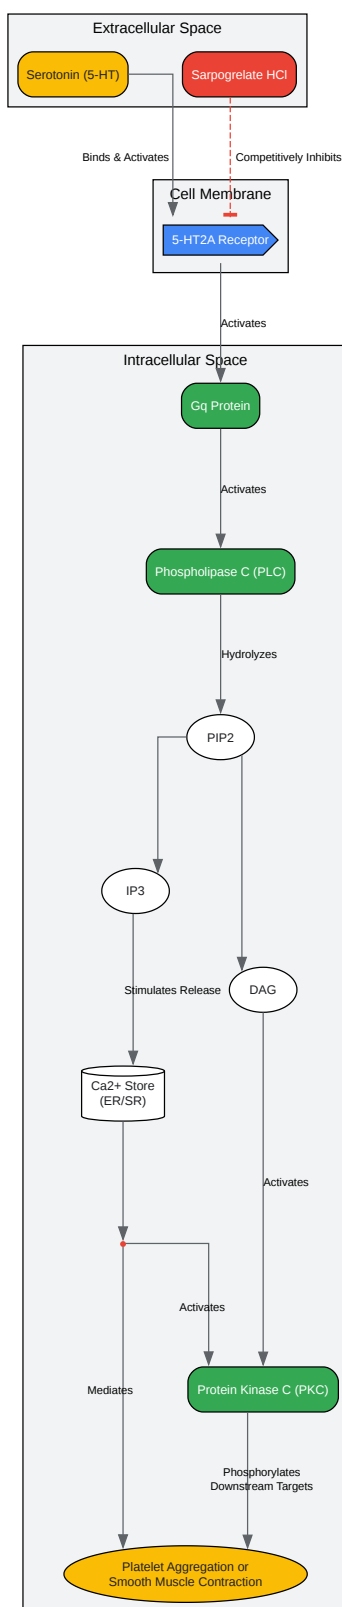 Extracellular Space
Serotonin (5-HT)
Sarpogrelate HCl
Binds & Activates
Competitively Inhibits
Cell Membrane
5-HT2A Receptor
Activates
Intracellular Space
Gq Protein
Activates
Phospholipase C (PLC)
Hydrolyzes
PIP2
IP3
Stimulates Release
DAG
Ca2+ Store
(ER/SR)
Activates
Activates
Mediates
Protein Kinase C (PKC)
Phosphorylates
Downstream Targets
Platelet Aggregation or
Smooth Muscle Contraction